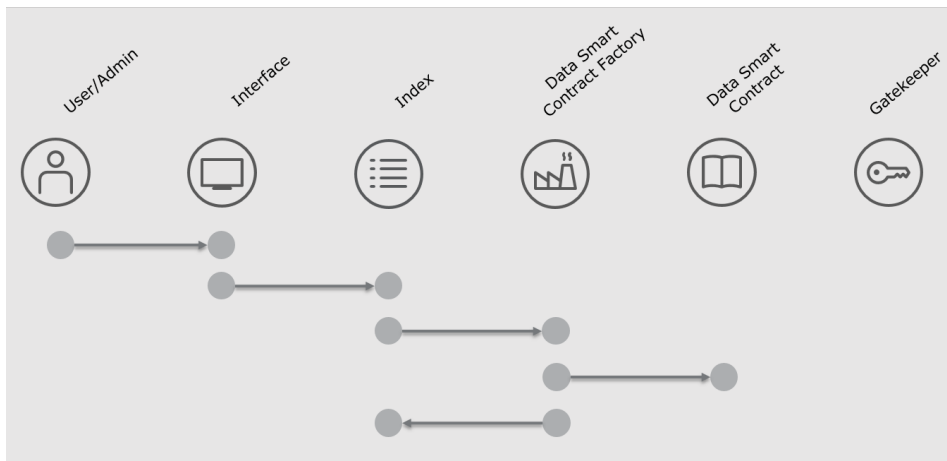 User/Admin
Interface
Index
Data Smart
Contract Factory
Data Smart
Contract
Gatekeeper